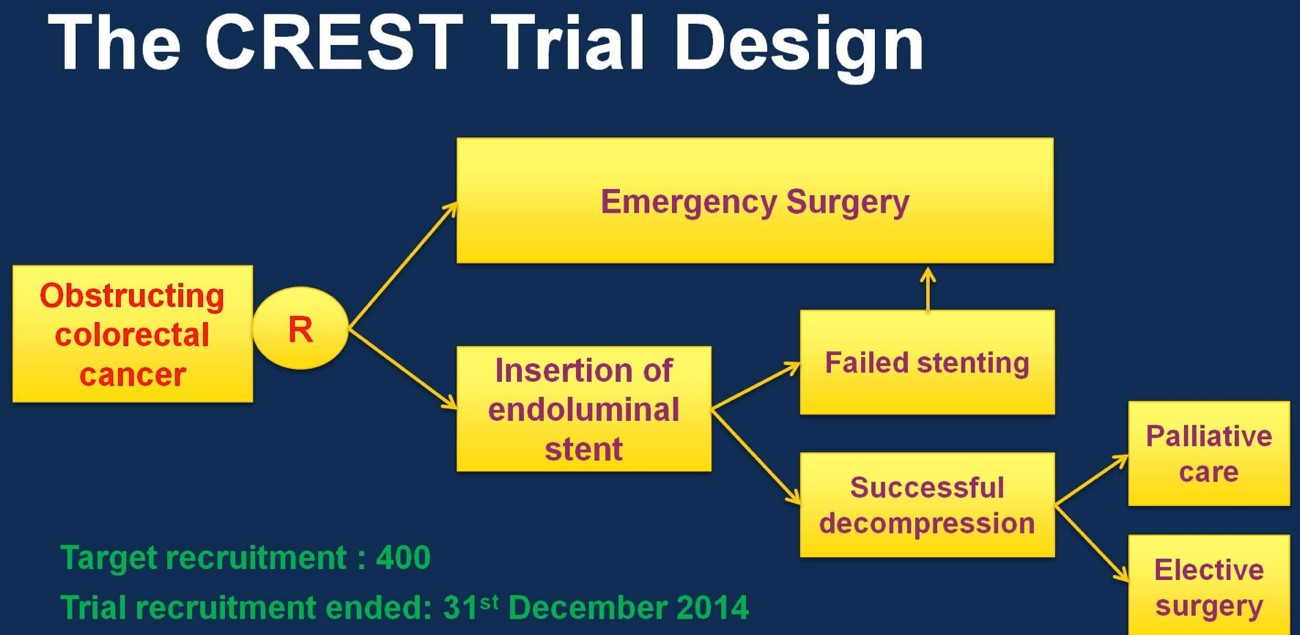 The CREST Trial Design
Emergency Surgery
Obstructing
colorectal
cancer
R
Insertion of
endoluminal
stent
Failed stenting
Successful
decompression
Palliative
care
Elective
surgery
Target recruitment : 400
Trial recruitment ended: 31st December 2014